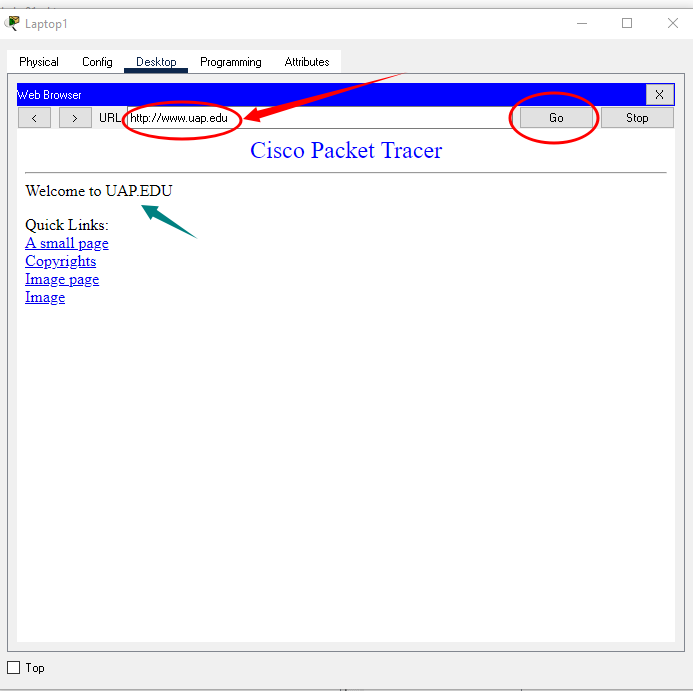 Laptop1
Physical Config Desktop Programming Attributes
Web Browser X
< > URL http://www.uap.edu Go Stop
Cisco Packet Tracer
Welcome to UAP.EDU
Quick Links:
A small page
Copyrights
Image page
Image
Top